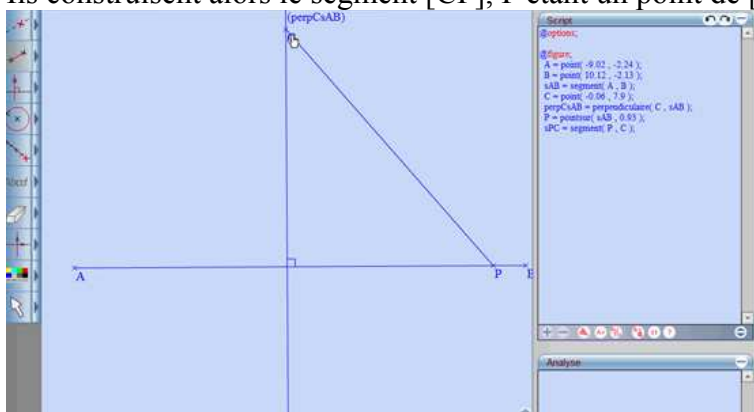 Ils construisent alors le segment [CP], P étant un point de [
(perpCsAB)
A
P
B
Script
@options;
@figure;
A = point( -9.02 , -2.24 );
B = point( 10.12 , -2.13 );
sAB = segment( A , B );
C = point( -0.06 , 7.9 );
perpCsAB = perpendiculaire( C , sAB );
P = pointsur( sAB , 0.93 );
sPC = segment( P , C );
Analyse